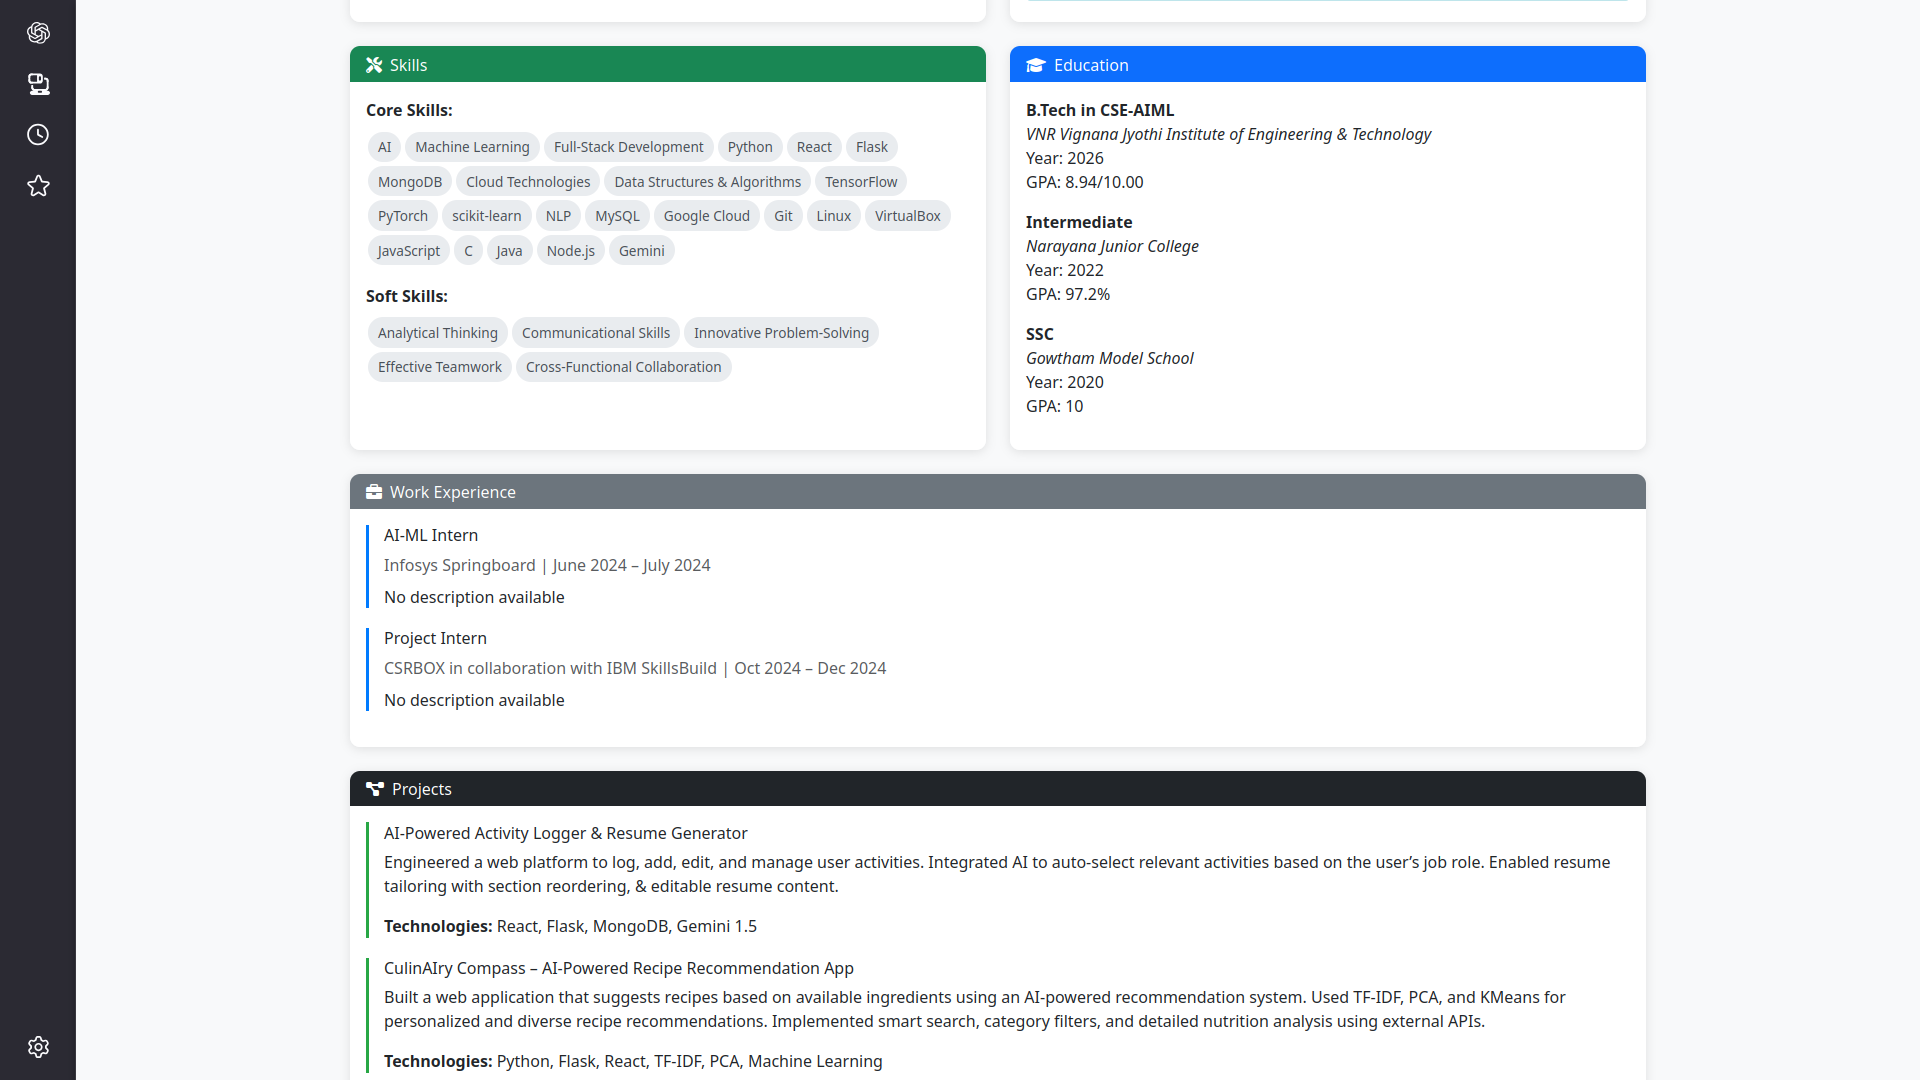 Skills
Core Skills:
AI Machine Learning Full-Stack Development Python React Flask
MongoDB Cloud Technologies Data Structures & Algorithms TensorFlow
PyTorch scikit-learn NLP MySQL Google Cloud Git Linux VirtualBox
JavaScript C Java Node.js Gemini
Soft Skills:
Analytical Thinking Communicational Skills Innovative Problem-Solving
Effective Teamwork Cross-Functional Collaboration
Education
B.Tech in CSE-AIML
VNR Vignana Jyothi Institute of Engineering & Technology
Year: 2026
GPA: 8.94/10.00
Intermediate
Narayana Junior College
Year: 2022
GPA: 97.2%
SSC
Gowtham Model School
Year: 2020
GPA: 10
Work Experience
AI-ML Intern
Infosys Springboard | June 2024 – July 2024
No description available
Project Intern
CSRBOX in collaboration with IBM SkillsBuild | Oct 2024 – Dec 2024
No description available
Projects
AI-Powered Activity Logger & Resume Generator
Engineered a web platform to log, add, edit, and manage user activities. Integrated AI to auto-select relevant activities based on the user’s job role. Enabled resume
tailoring with section reordering, & editable resume content.
Technologies: React, Flask, MongoDB, Gemini 1.5
CulinAIry Compass – AI-Powered Recipe Recommendation App
Built a web application that suggests recipes based on available ingredients using an AI-powered recommendation system. Used TF-IDF, PCA, and KMeans for
personalized and diverse recipe recommendations. Implemented smart search, category filters, and detailed nutrition analysis using external APIs.
Technologies: Python, Flask, React, TF-IDF, PCA, Machine Learning